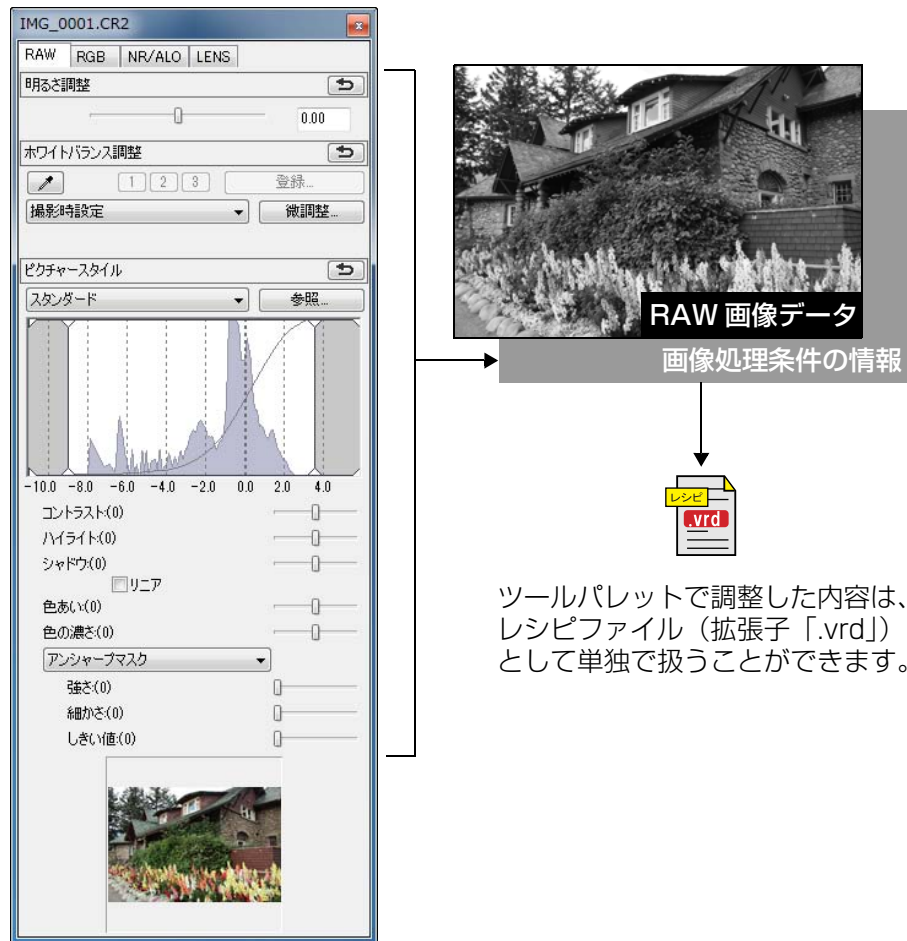 IMG_0001.CR2
RAW RGB NR/ALO LENS
明るさ調整
0.00
ホワイトバランス調整
1 2 3 登録...
撮影時設定 微調整...
ピクチャースタイル
スタンダード 参照...
-10.0 -8.0 -6.0 -4.0 -2.0 0.0 2.0 4.0
コントラスト(0)
ハイライト(0)
シャドウ(0)
リニア
色あい(0)
色の濃さ(0)
アンシャープマスク
強さ(0)
細かさ(0)
しきい値(0)
RAW 画像データ
画像処理条件の情報
レシピ
.vrd
ツールパレットで調整した内容は、
レシピファイル（拡張子「.vrd」）
として単独で扱うことができます。